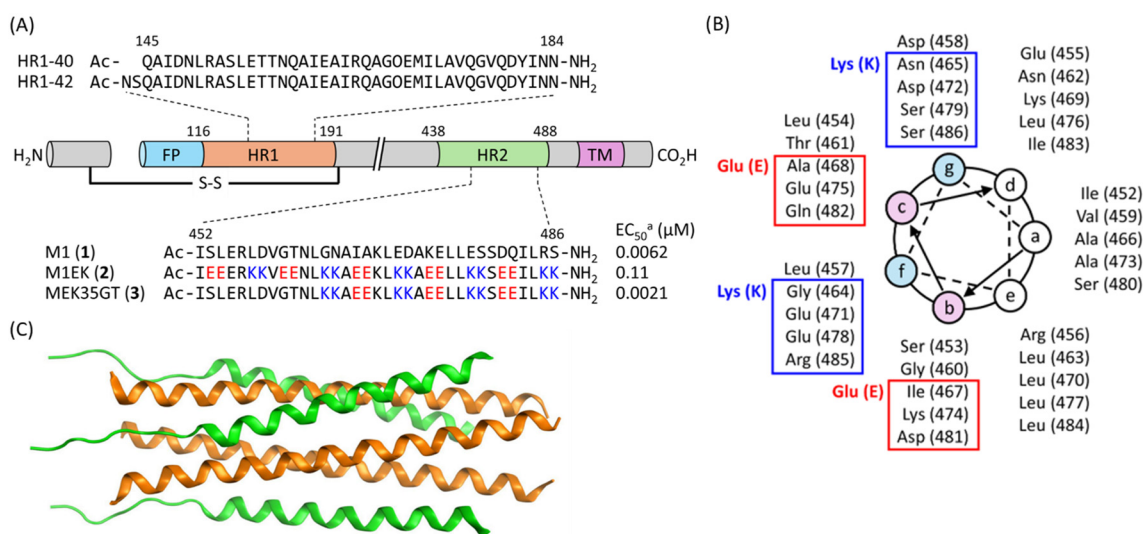 (A)
145 184
HR1-40 Ac- QAIDNLRASLETTNQAIEAIRQAGOEMILAVQGVQDYINN-NH₂
HR1-42 Ac-NSQAIDNLRASLETTNQAIEAIRQAGOEMILAVQGVQDYINN-NH₂
116 191 438 488
H₂N FP HR1 HR2 TM CO₂H
S-S
452 486 EC₅₀ᵃ (μM)
M1 (1) Ac-ISLERLDVGTNLGNAIAKLEDAKELLESSDQILRS-NH₂ 0.0062
M1EK (2) Ac-IEEERKKVEENLKKAEEKLKKAEELLKKSEEILKK-NH₂ 0.11
MEK35GT (3) Ac-ISLERLDVGTNLKKAEEKLKKAEELLKKSEEILKK-NH₂ 0.0021
(C)
(B)
Asp (458)
Lys (K)
Asn (465)
Asp (472)
Ser (479)
Ser (486)
Glu (455)
Asn (462)
Lys (469)
Leu (476)
Ile (483)
Leu (454)
Thr (461)
Glu (E)
Ala (468)
Glu (475)
Gln (482)
g
d
c
a
f
e
b
Ile (452)
Val (459)
Ala (466)
Ala (473)
Ser (480)
Leu (457)
Lys (K)
Gly (464)
Glu (471)
Glu (478)
Arg (485)
Ser (453)
Gly (460)
Glu (E)
Ile (467)
Lys (474)
Asp (481)
Arg (456)
Leu (463)
Leu (470)
Leu (477)
Leu (484)